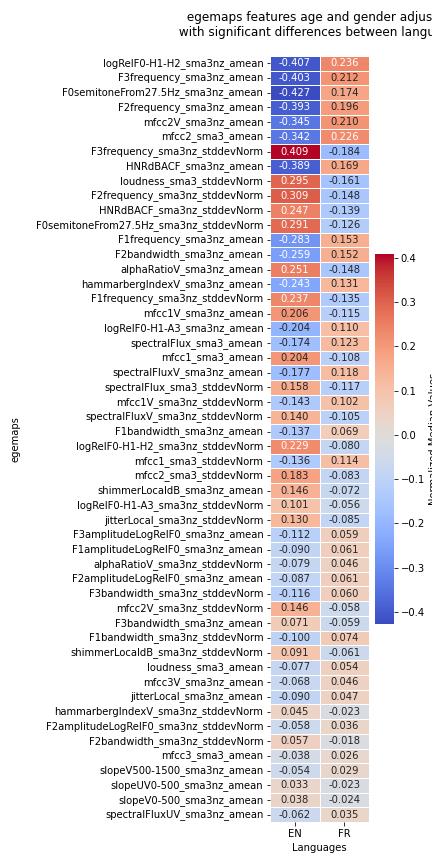 egemaps features age and gender adjus
with significant differences between langu
logRelF0-H1-H2_sma3nz_amean -0.407 0.236
F3frequency_sma3nz_amean -0.403 0.212
F0semitoneFrom27.5Hz_sma3nz_amean -0.427 0.174
F2frequency_sma3nz_amean -0.393 0.196
mfcc2V_sma3nz_amean -0.345 0.210
mfcc2_sma3_amean -0.342 0.226
F3frequency_sma3nz_stddevNorm 0.409 -0.184
HNRdBACF_sma3nz_amean -0.389 0.169
loudness_sma3_stddevNorm 0.295 -0.161
F2frequency_sma3nz_stddevNorm 0.309 -0.148
HNRdBACF_sma3nz_stddevNorm 0.247 -0.139
F0semitoneFrom27.5Hz_sma3nz_stddevNorm 0.291 -0.126
F1frequency_sma3nz_amean -0.283 0.153
F2bandwidth_sma3nz_amean -0.259 0.152
alphaRatioV_sma3nz_amean 0.251 -0.148
hammarbergIndexV_sma3nz_amean -0.243 0.131
F1frequency_sma3nz_stddevNorm 0.237 -0.135
mfcc1V_sma3nz_amean 0.206 -0.115
logRelF0-H1-A3_sma3nz_amean -0.204 0.110
spectralFlux_sma3_amean -0.174 0.123
mfcc1_sma3_amean 0.204 -0.108
spectralFluxV_sma3nz_amean -0.177 0.118
spectralFlux_sma3_stddevNorm 0.158 -0.117
mfcc1V_sma3nz_stddevNorm -0.143 0.102
spectralFluxV_sma3nz_stddevNorm 0.140 -0.105
F1bandwidth_sma3nz_amean -0.137 0.069
logRelF0-H1-H2_sma3nz_stddevNorm 0.229 -0.080
mfcc1_sma3_stddevNorm -0.136 0.114
mfcc2_sma3_stddevNorm 0.183 -0.083
shimmerLocaldB_sma3nz_amean 0.146 -0.072
logRelF0-H1-A3_sma3nz_stddevNorm 0.101 -0.056
jitterLocal_sma3nz_stddevNorm 0.130 -0.085
F3amplitudeLogRelF0_sma3nz_amean -0.112 0.059
F1amplitudeLogRelF0_sma3nz_amean -0.090 0.061
alphaRatioV_sma3nz_stddevNorm -0.079 0.046
F2amplitudeLogRelF0_sma3nz_amean -0.087 0.061
F3bandwidth_sma3nz_stddevNorm -0.116 0.060
mfcc2V_sma3nz_stddevNorm 0.146 -0.058
F3bandwidth_sma3nz_amean 0.071 -0.059
F1bandwidth_sma3nz_stddevNorm -0.100 0.074
shimmerLocaldB_sma3nz_stddevNorm 0.091 -0.061
loudness_sma3_amean -0.077 0.054
mfcc3V_sma3nz_amean -0.068 0.046
jitterLocal_sma3nz_amean -0.090 0.047
hammarbergIndexV_sma3nz_stddevNorm 0.045 -0.023
F2amplitudeLogRelF0_sma3nz_stddevNorm -0.058 0.036
F2bandwidth_sma3nz_stddevNorm 0.057 -0.018
mfcc3_sma3_amean -0.038 0.026
slopeV500-1500_sma3nz_amean -0.054 0.029
slopeUV0-500_sma3nz_amean 0.033 -0.023
slopeV0-500_sma3nz_amean 0.038 -0.024
spectralFluxUV_sma3nz_amean -0.062 0.035
EN FR
Languages
egemaps
0.4
0.3
0.2
0.1
0.0
−0.1
−0.2
−0.3
−0.4